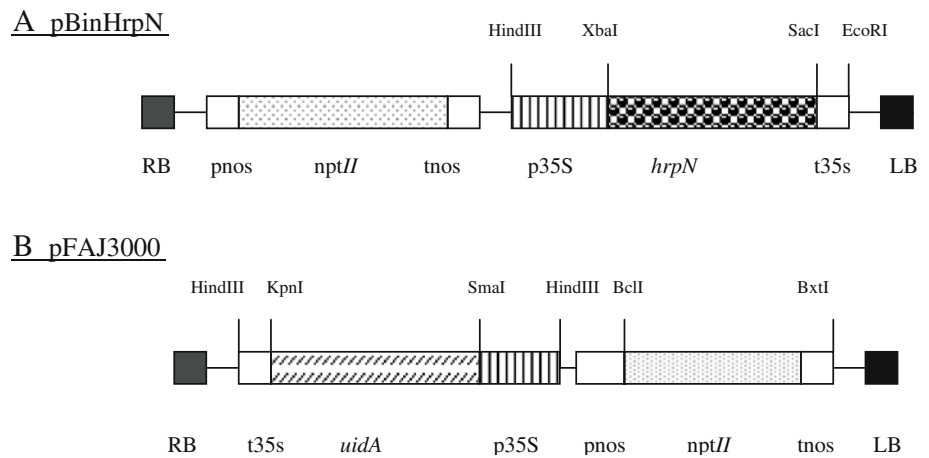 A pBinHrpN
HindIII XbaI SacI EcoRI
RB pnos nptII tnos p35S hrpN t35s LB
B pFAJ3000
HindIII KpnI SmaI HindIII BclI BxtI
RB t35s uidA p35S pnos nptII tnos LB